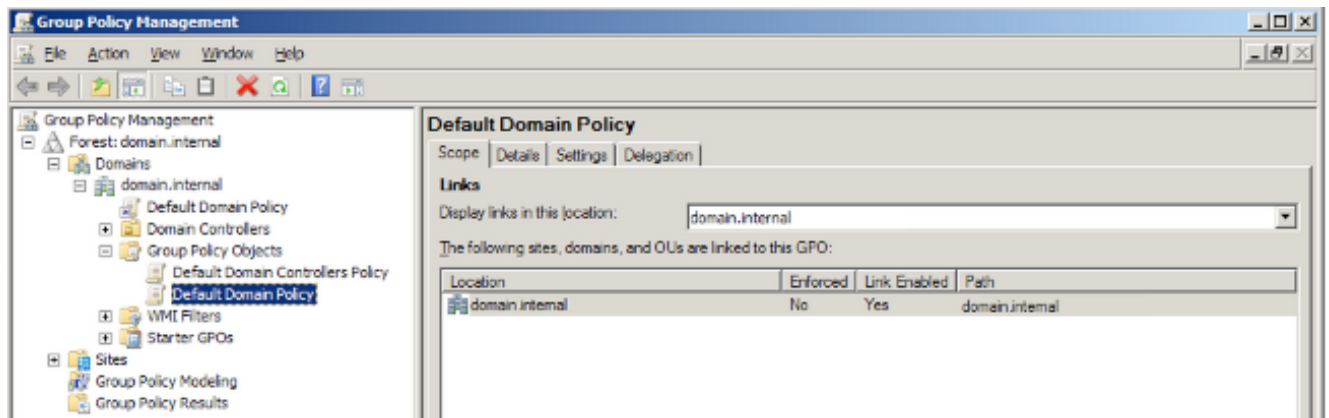 Group Policy Management
File Action View Window Help
Group Policy Management
Forest: domain.internal
Domains
domain.internal
Default Domain Policy
Domain Controllers
Group Policy Objects
Default Domain Controllers Policy
Default Domain Policy
WMI Filters
Starter GPOs
Sites
Group Policy Modeling
Group Policy Results
Default Domain Policy
Scope Details Settings Delegation
Links
Display links in this location: domain.internal
The following sites, domains, and OUs are linked to this GPO:
Location Enforced Link Enabled Path
domain.internal No Yes domain.internal